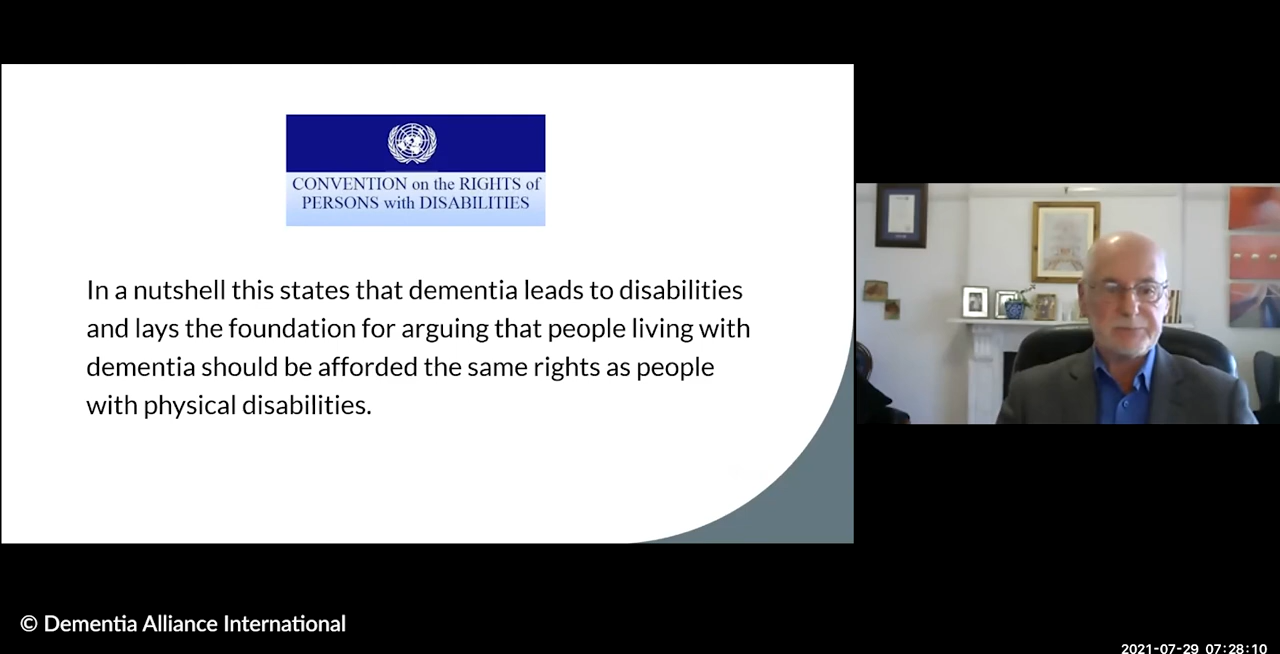 CONVENTION on the RIGHTS of
PERSONS with DISABILITIES
In a nutshell this states that dementia leads to disabilities
and lays the foundation for arguing that people living with
dementia should be afforded the same rights as people
with physical disabilities.
© Dementia Alliance International
2021-07-29 07:28:10